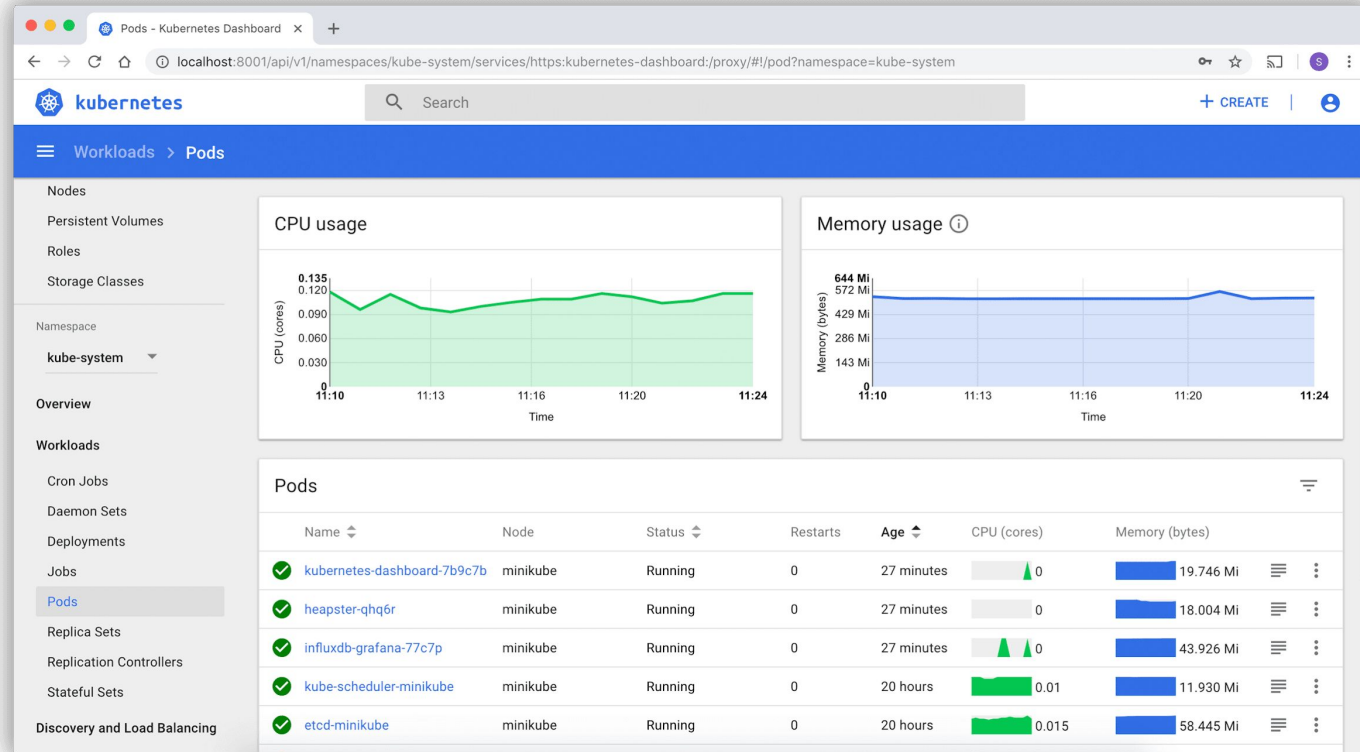 Pods - Kubernetes Dashboard
localhost:8001/api/v1/namespaces/kube-system/services/https:kubernetes-dashboard:/proxy/#!/pod?namespace=kube-system
S
kubernetes
Search
+ CREATE
Workloads > Pods
Nodes
Persistent Volumes
Roles
Storage Classes
Namespace
kube-system
Overview
Workloads
Cron Jobs
Daemon Sets
Deployments
Jobs
Pods
Replica Sets
Replication Controllers
Stateful Sets
Discovery and Load Balancing
CPU usage
CPU (cores)
0.135
0.120
0.090
0.060
0.030
0
11:10 11:13 11:16 11:20 11:24
Time
Memory usage
Memory (bytes)
644 Mi
572 Mi
429 Mi
286 Mi
143 Mi
0
11:10 11:13 11:16 11:20 11:24
Time
Pods
Name Node Status Restarts Age CPU (cores) Memory (bytes)
kubernetes-dashboard-7b9c7b minikube Running 0 27 minutes 0 19.746 Mi
heapster-qhq6r minikube Running 0 27 minutes 0 18.004 Mi
influxdb-grafana-77c7p minikube Running 0 27 minutes 0 43.926 Mi
kube-scheduler-minikube minikube Running 0 20 hours 0.01 11.930 Mi
etcd-minikube minikube Running 0 20 hours 0.015 58.445 Mi